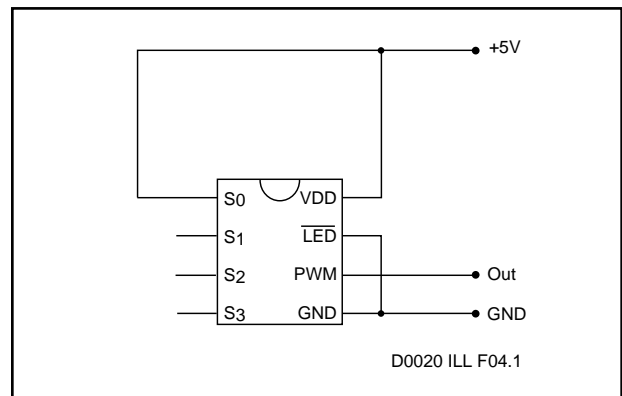 +5V
S0 VDD
S1 LED
S2 PWM Out
S3 GND GND
D0020 ILL F04.1